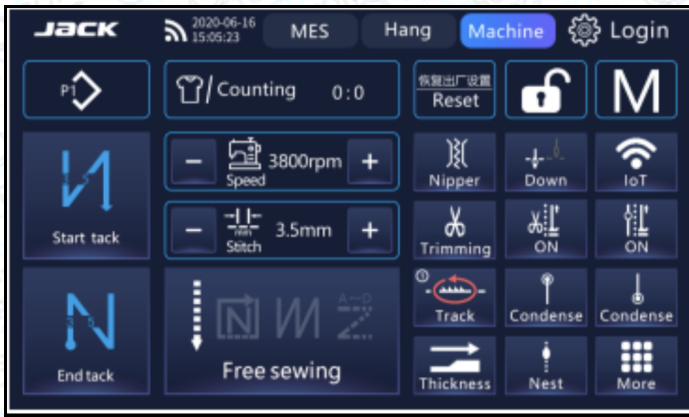 JACK
2020-06-16
15:05:23
MES
Hang
Machine
Login
P1
Counting 0:0
恢复出厂设置
Reset
M
Start tack
3800rpm
Speed
mm
3.5mm
Stitch
Nipper
Down
IoT
Trimming
ON
ON
End tack
A-D
Free sewing
Track
Condense
Condense
Thickness
Nest
More